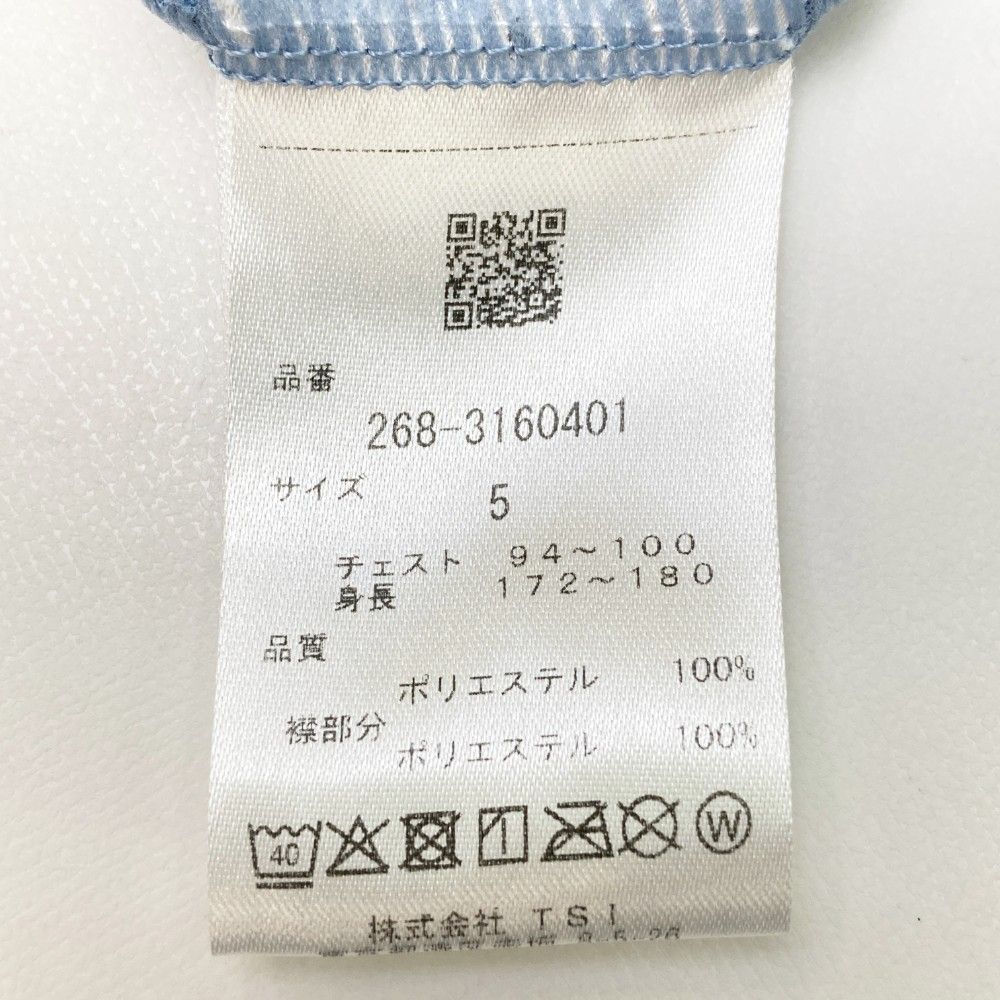 品番
268-3160401
サイズ
5
チェスト 94～100
身長 172～180
品質
ポリエステル 100%
襟部分
ポリエステル 100%
40
W
株式会社 TSI